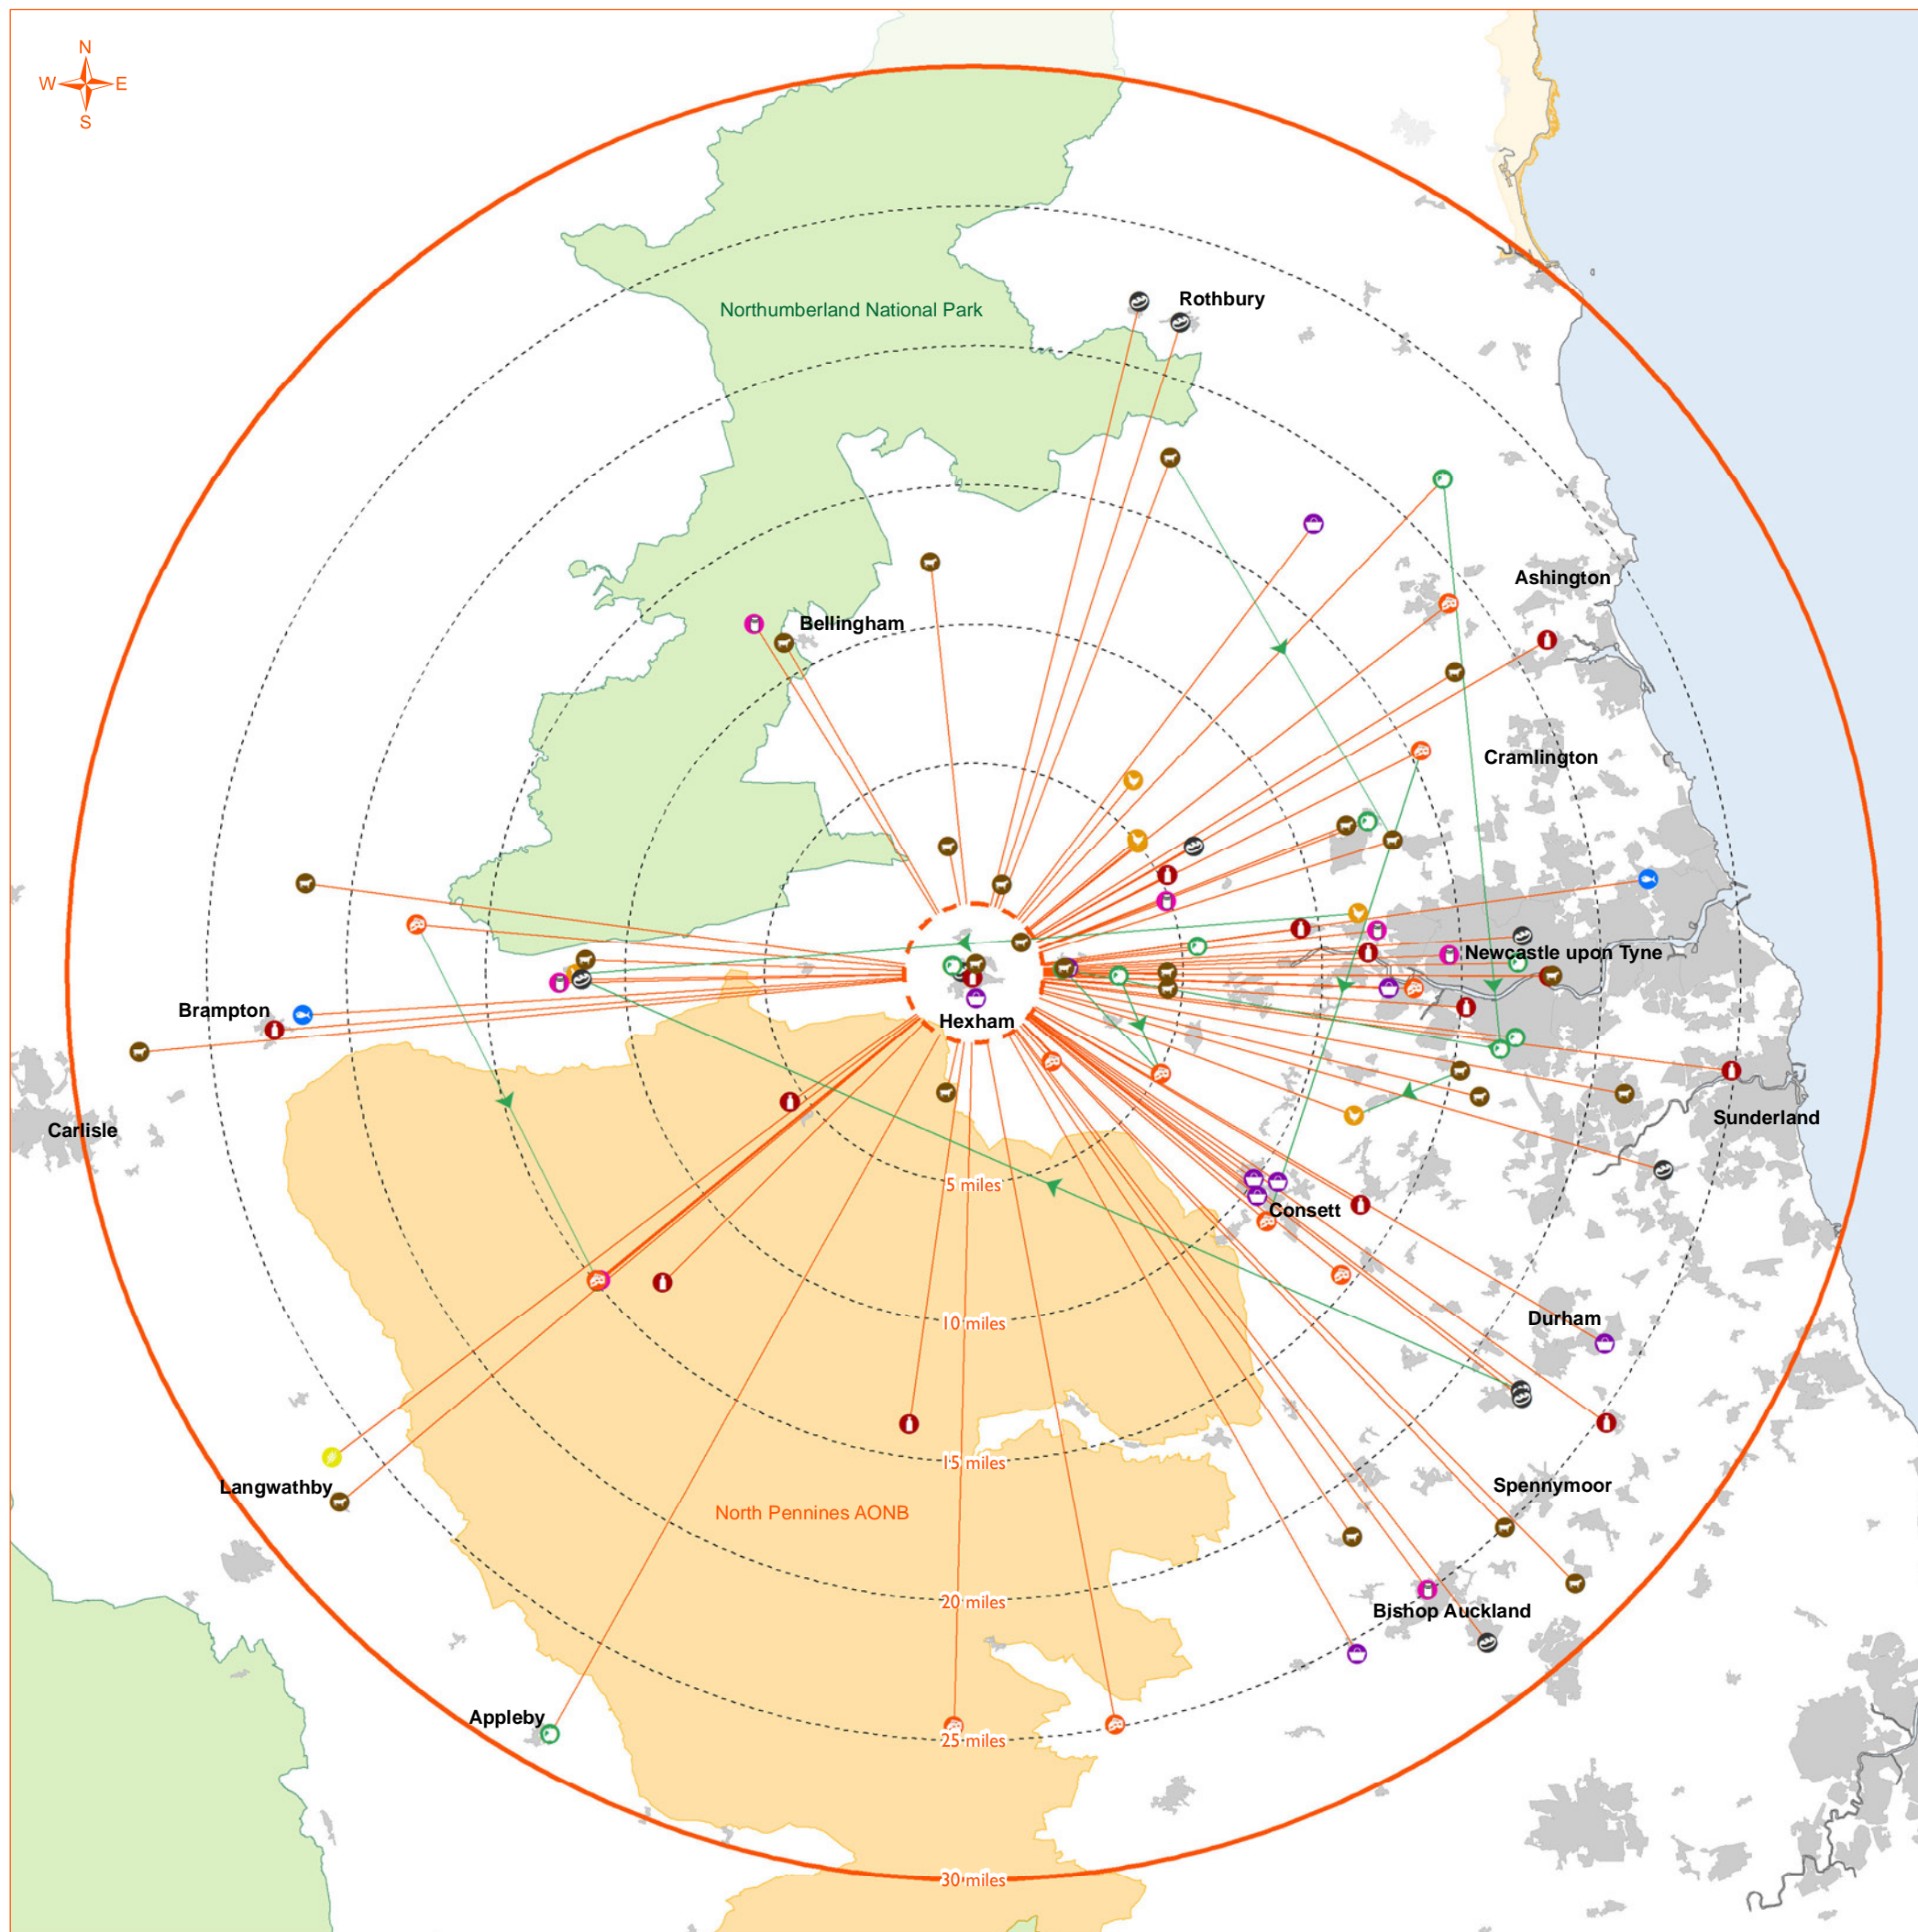 N
W E
S
Rothbury
Northumberland National Park
Ashington
Bellingham
Cramlington
Newcastle upon Tyne
Brampton
Hexham
Sunderland
Carlisle
5 miles
Consett
10 miles
Durham
15 miles
Spennymoor
Langwathby
North Pennines AONB
20 miles
Bishop Auckland
Appleby
25 miles
30 miles